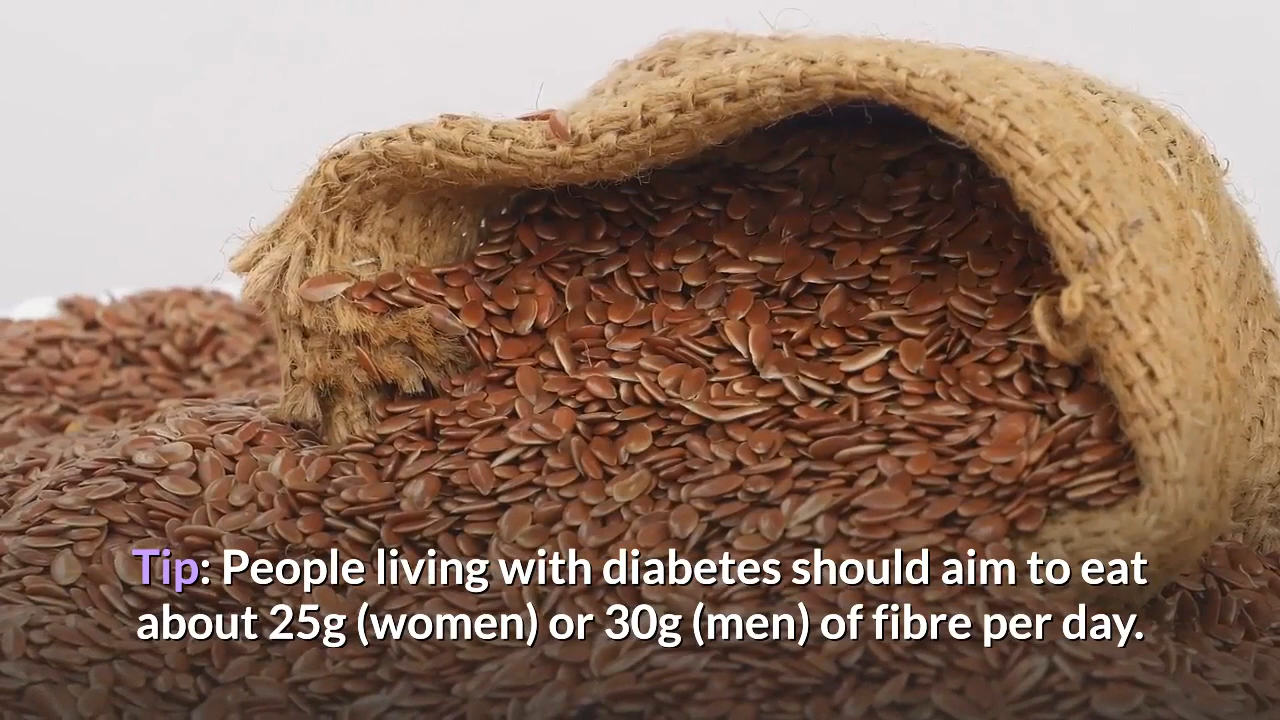 Tip: People living with diabetes should aim to eat
about 25g (women) or 30g (men) of fibre per day.